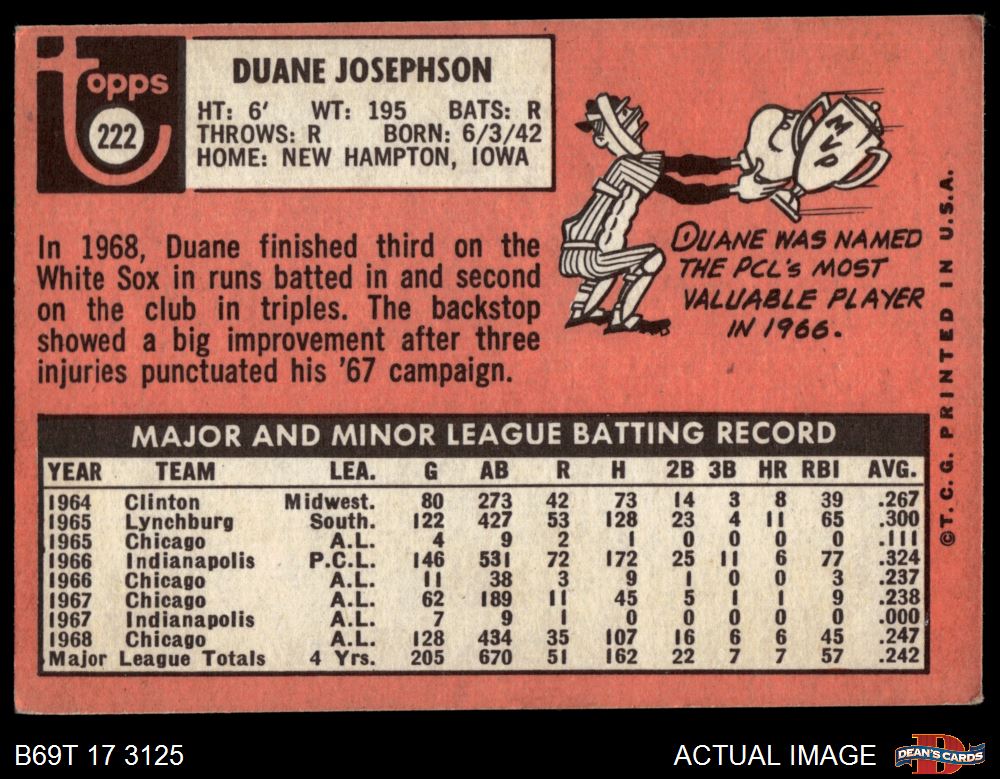 Topps
222
DUANE JOSEPHSON
HT: 6' WT: 195 BATS: R
THROWS: R BORN: 6/3/42
HOME: NEW HAMPTON, IOWA
In 1968, Duane finished third on the
White Sox in runs batted in and second
on the club in triples. The backstop
showed a big improvement after three
injuries punctuated his '67 campaign.
MVP
DUANE WAS NAMED
THE PCL'S MOST
VALUABLE PLAYER
IN 1966.
©T.C.G. PRINTED IN U.S.A.
MAJOR AND MINOR LEAGUE BATTING RECORD
YEAR TEAM LEA. G AB R H 2B 3B HR RBI AVG.
1964 Clinton Midwest. 80 273 42 73 14 3 8 39 .267
1965 Lynchburg South. 122 427 53 128 23 4 11 65 .300
1965 Chicago A.L. 4 9 2 1 0 0 0 0 .111
1966 Indianapolis P.C.L. 146 531 72 172 25 11 6 77 .324
1966 Chicago A.L. 11 38 3 9 1 0 0 3 .237
1967 Chicago A.L. 62 189 11 45 5 1 1 9 .238
1967 Indianapolis A.L. 7 9 1 0 0 0 0 0 .000
1968 Chicago A.L. 128 434 35 107 16 6 6 45 .247
Major League Totals 4 Yrs. 205 670 51 162 22 7 7 57 .242
B69T 17 3125
ACTUAL IMAGE
D
DEAN'S CARDS